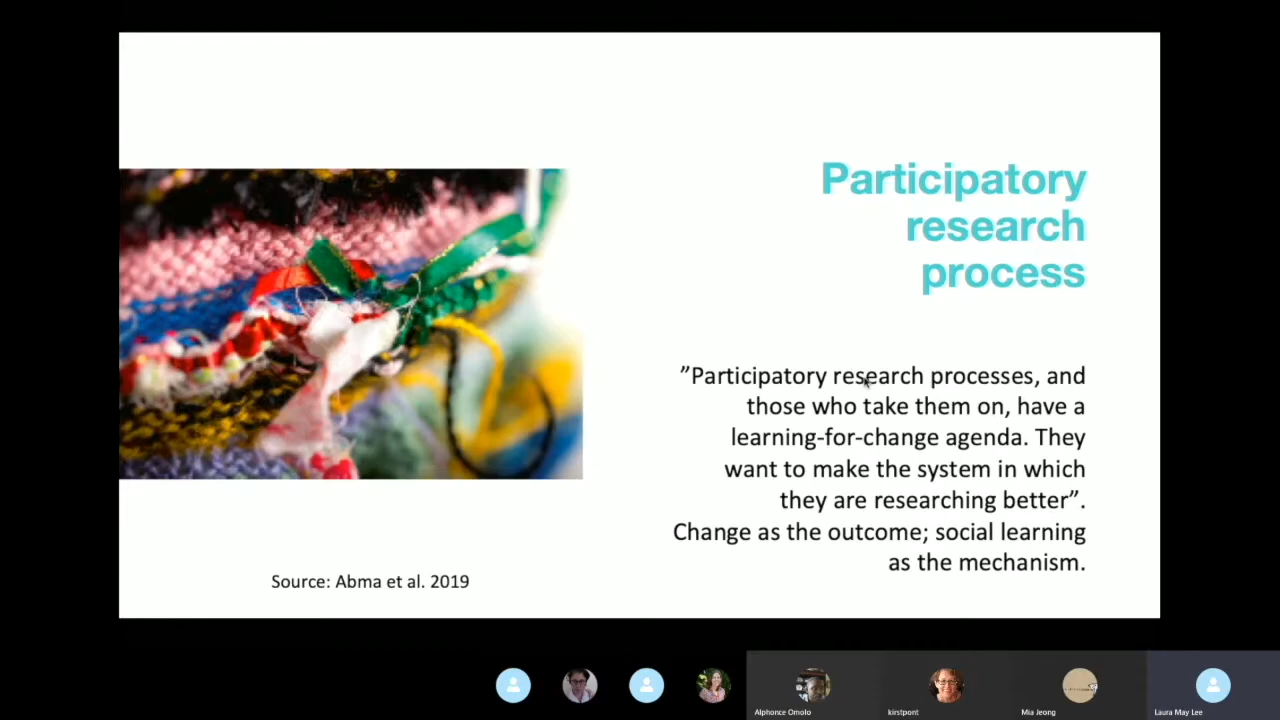 Participatory
research
process
”Participatory research processes, and
those who take them on, have a
learning-for-change agenda. They
want to make the system in which
they are researching better”.
Change as the outcome; social learning
as the mechanism.
Source: Abma et al. 2019
Alphonce Omolo
kirstpont
Mia Jeong
Laura May Lee